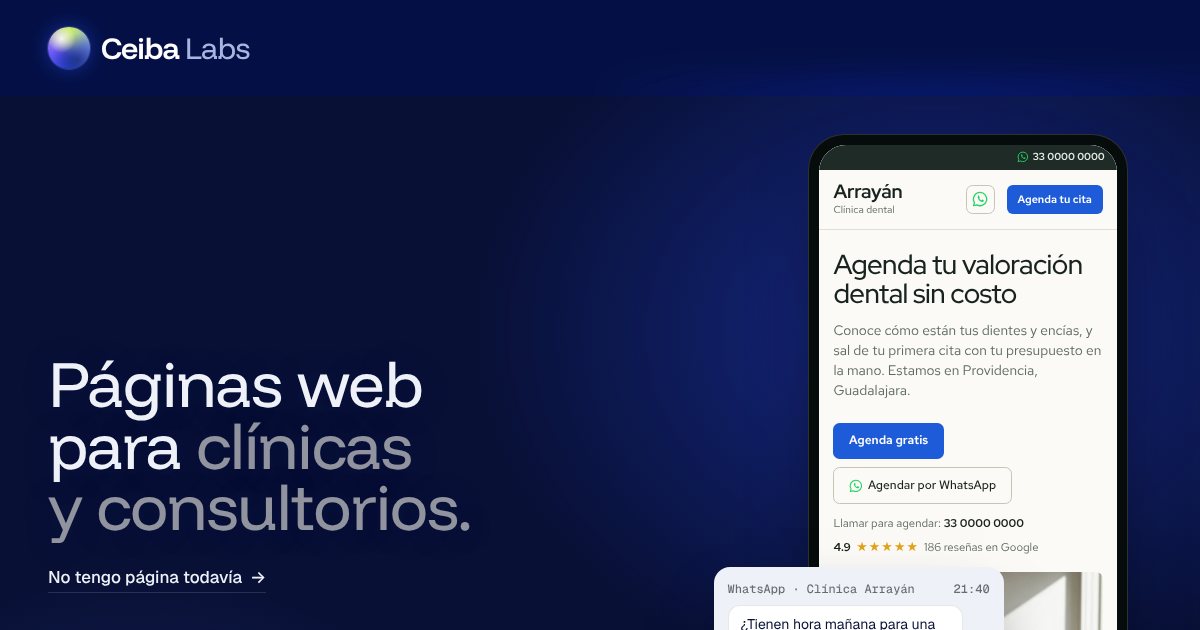 Ceiba Labs
Páginas web
para clínicas
y consultorios.
No tengo página todavía →
33 0000 0000
Arrayán
Clínica dental
Agenda tu cita
Agenda tu valoración
dental sin costo
Conoce cómo están tus dientes y encías, y
sal de tu primera cita con tu presupuesto en
la mano. Estamos en Providencia,
Guadalajara.
Agenda gratis
Agendar por WhatsApp
Llamar para agendar: 33 0000 0000
4.9 ★★★★★ 186 reseñas en Google
WhatsApp · Clínica Arrayán 21:40
¿Tienen hora mañana para una